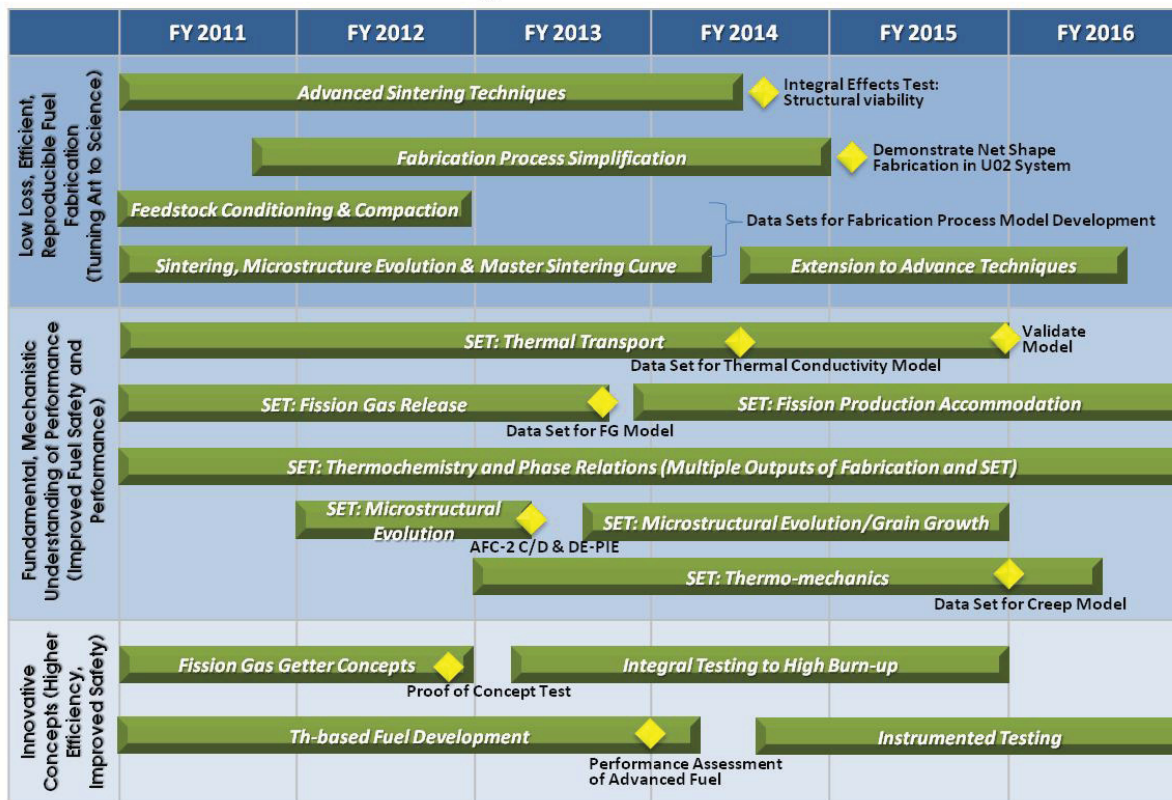 FY 2011 FY 2012 FY 2013 FY 2014 FY 2015 FY 2016
Low Loss, Efficient,
Reproducible Fuel
Fabrication
(Turning Art to Science)
Advanced Sintering Techniques
Integral Effects Test:
Structural viability
Fabrication Process Simplification
Demonstrate Net Shape
Fabrication in U02 System
Feedstock Conditioning & Compaction
Data Sets for Fabrication Process Model Development
Sintering, Microstructure Evolution & Master Sintering Curve
Extension to Advance Techniques
Fundamental, Mechanistic
Understanding of Performance
(Improved Fuel Safety and
Performance)
SET: Thermal Transport
Validate
Model
Data Set for Thermal Conductivity Model
SET: Fission Gas Release
SET: Fission Production Accommodation
Data Set for FG Model
SET: Thermochemistry and Phase Relations (Multiple Outputs of Fabrication and SET)
SET: Microstructural
Evolution
SET: Microstructural Evolution/Grain Growth
AFC-2 C/D & DE-PIE
SET: Thermo-mechanics
Data Set for Creep Model
Innovative
Concepts (Higher
Efficiency,
Improved Safety)
Fission Gas Getter Concepts
Integral Testing to High Burn-up
Proof of Concept Test
Th-based Fuel Development
Instrumented Testing
Performance Assessment
of Advanced Fuel